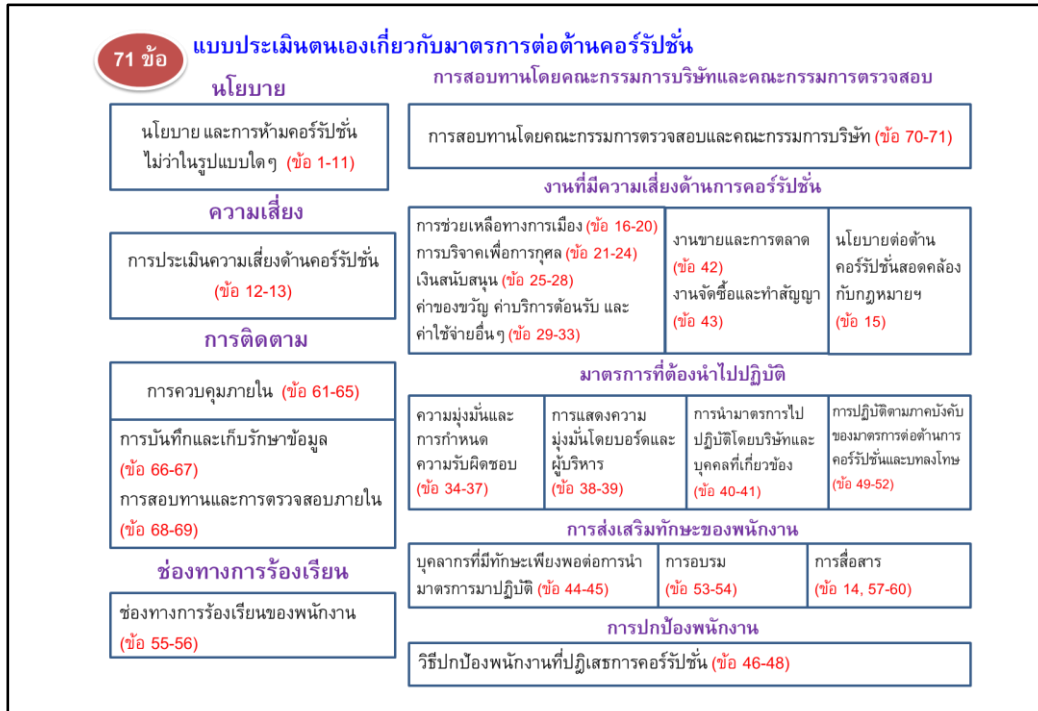 71 ข้อ
แบบประเมินตนเองเกี่ยวกับมาตรการต่อต้านคอร์รัปชั่น
นโยบาย
นโยบาย และการห้ามคอร์รัปชั่น
ไม่ว่าในรูปแบบใดๆ (ข้อ 1-11)
ความเสี่ยง
การประเมินความเสี่ยงด้านคอร์รัปชั่น
(ข้อ 12-13)
การติดตาม
การควบคุมภายใน (ข้อ 61-65)
การบันทึกและเก็บรักษาข้อมูล
(ข้อ 66-67)
การสอบทานและการตรวจสอบภายใน
(ข้อ 68-69)
ช่องทางการร้องเรียน
ช่องทางการร้องเรียนของพนักงาน
(ข้อ 55-56)
การสอบทานโดยคณะกรรมการบริษัทและคณะกรรมการตรวจสอบ
การสอบทานโดยคณะกรรมการตรวจสอบและคณะกรรมการบริษัท (ข้อ 70-71)
งานที่มีความเสี่ยงด้านการคอร์รัปชั่น
การช่วยเหลือทางการเมือง (ข้อ 16-20)
การบริจาคเพื่อการกุศล (ข้อ 21-24)
เงินสนับสนุน (ข้อ 25-28)
ค่าของขวัญ ค่าบริการต้อนรับ และ
ค่าใช้จ่ายอื่นๆ (ข้อ 29-33)
งานขายและการตลาด
(ข้อ 42)
งานจัดซื้อและทำสัญญา
(ข้อ 43)
นโยบายต่อต้าน
คอร์รัปชั่นสอดคล้อง
กับกฎหมายฯ
(ข้อ 15)
มาตรการที่ต้องนำไปปฏิบัติ
ความมุ่งมั่นและ
การกำหนด
ความรับผิดชอบ
(ข้อ 34-37)
การแสดงความ
มุ่งมั่นโดยบอร์ดและ
ผู้บริหาร
(ข้อ 38-39)
การนำมาตรการไป
ปฏิบัติโดยบริษัทและ
บุคคลที่เกี่ยวข้อง
(ข้อ 40-41)
การปฏิบัติตามภาคบังคับ
ของมาตรการต่อต้านการ
คอร์รัปชั่นและบทลงโทษ
(ข้อ 49-52)
การส่งเสริมทักษะของพนักงาน
บุคลากรที่มีทักษะเพียงพอต่อการนำ
มาตรการมาปฏิบัติ (ข้อ 44-45)
การอบรม
(ข้อ 53-54)
การสื่อสาร
(ข้อ 14, 57-60)
การปกป้องพนักงาน
วิธีปกป้องพนักงานที่ปฏิเสธการคอร์รัปชั่น (ข้อ 46-48)